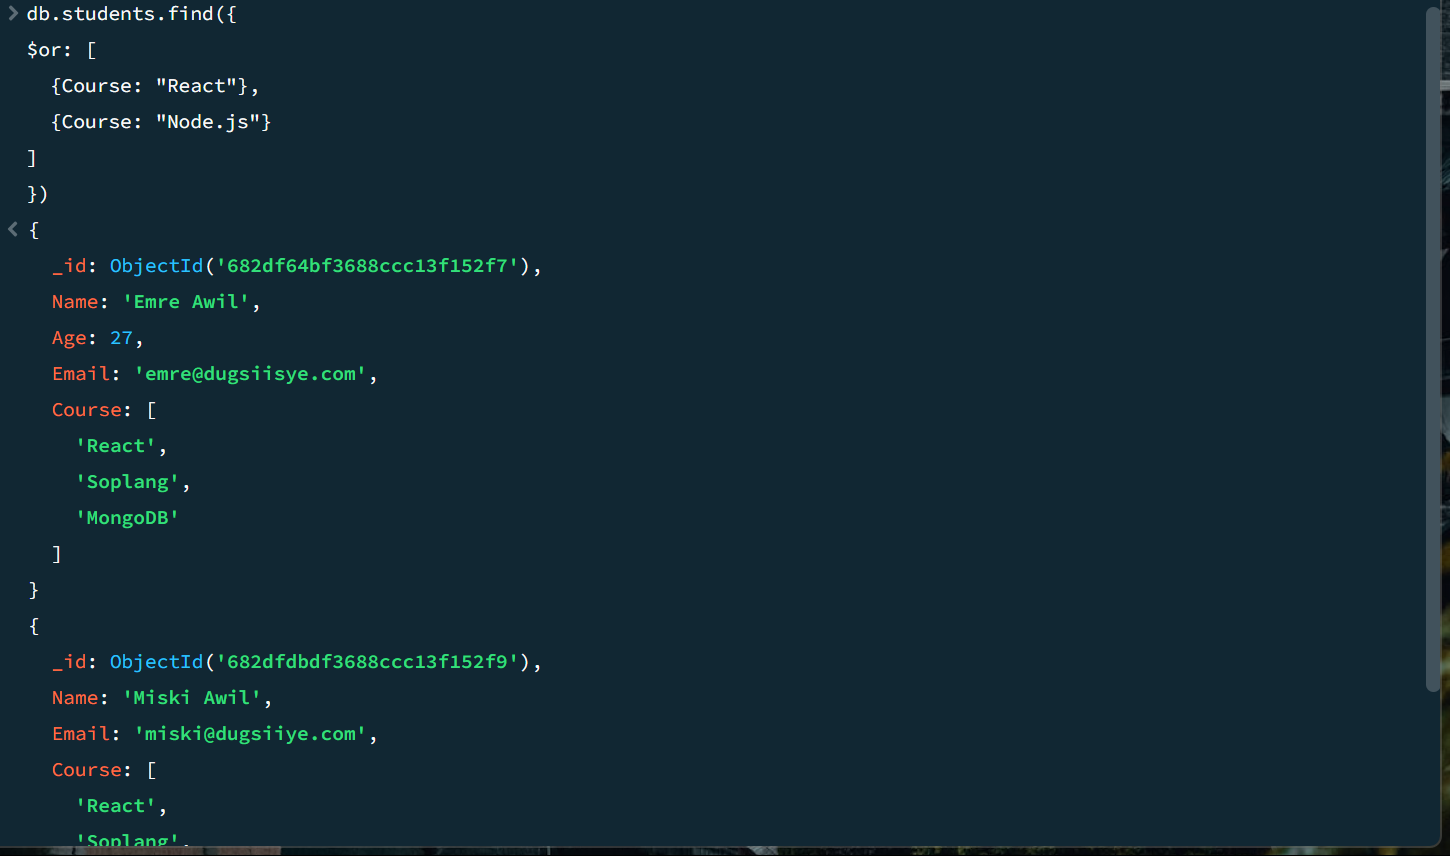 db.students.find({
$or: [
{Course: "React"},
{Course: "Node.js"}
]
})
{
_id: ObjectId('682df64bf3688ccc13f152f7'),
Name: 'Emre Awil',
Age: 27,
Email: 'emre@dugsiisye.com',
Course: [
'React',
'Soplang',
'MongoDB'
]
}
{
_id: ObjectId('682dfdbdf3688ccc13f152f9'),
Name: 'Miski Awil',
Email: 'miski@dugsiiye.com',
Course: [
'React',
'Soplang',